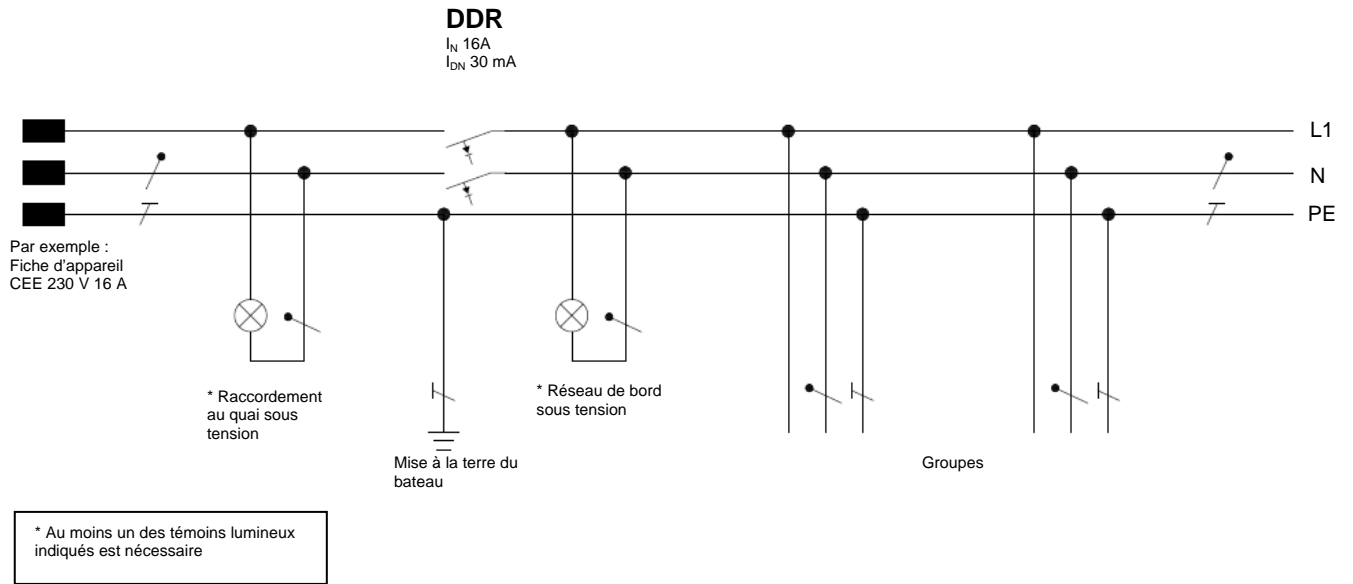 DDR
I_N 16A
I_DN 30 mA
L1
N
PE
Par exemple :
Fiche d'appareil
CEE 230 V 16 A
* Raccordement
au quai sous
tension
* Réseau de bord
sous tension
Mise à la terre du
bateau
Groupes
* Au moins un des témoins lumineux
indiqués est nécessaire